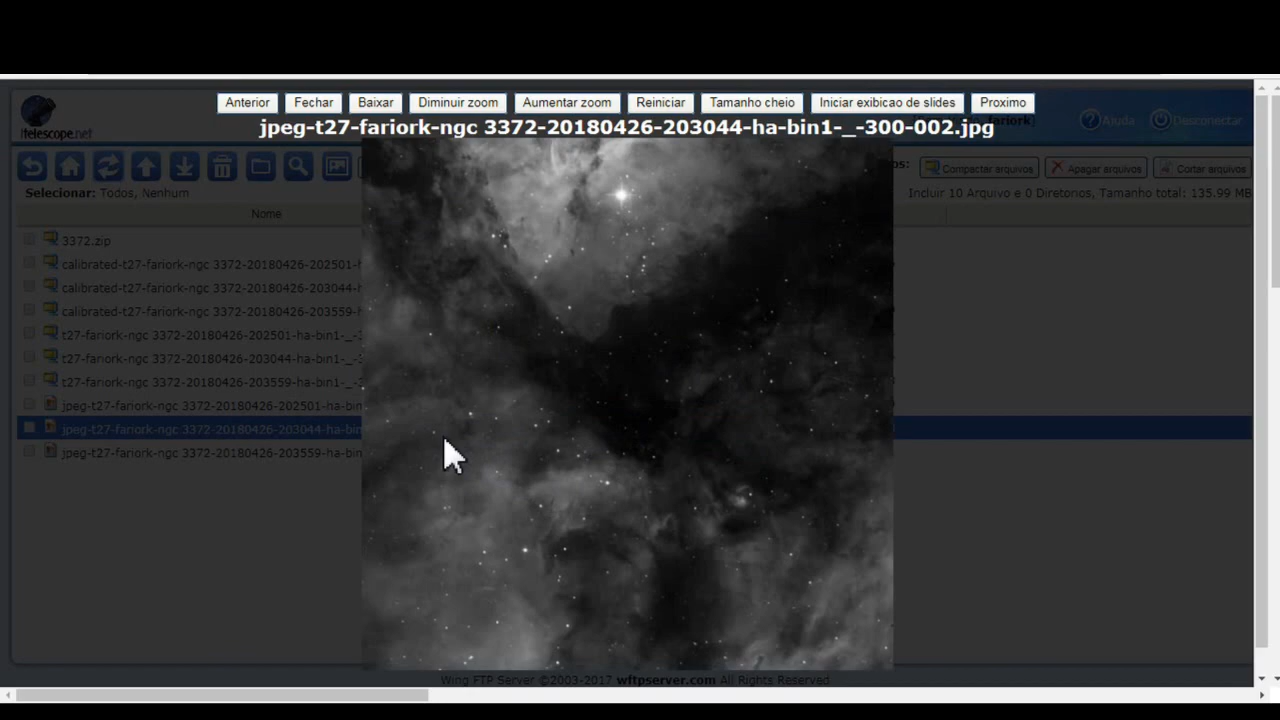 Anterior Fechar Baixar Diminuir zoom Aumentar zoom Reiniciar Tamanho cheio Iniciar exibicao de slides Proximo
jpeg-t27-fariork-ngc 3372-20180426-203044-ha-bin1-_-300-002.jpg
iTelescope.net
Ajuda Desconectar
Compactar arquivos Apagar arquivos Cortar arquivos
Selecionar: Todos, Nenhum
Incluir 10 Arquivo e 0 Diretorios, Tamanho total: 135.99 MB
Nome
3372.zip
calibrated-t27-fariork-ngc 3372-20180426-202501-h
calibrated-t27-fariork-ngc 3372-20180426-203044-h
calibrated-t27-fariork-ngc 3372-20180426-203559-h
t27-fariork-ngc 3372-20180426-202501-ha-bin1-_-3
t27-fariork-ngc 3372-20180426-203044-ha-bin1-_-3
t27-fariork-ngc 3372-20180426-203559-ha-bin1-_-3
jpeg-t27-fariork-ngc 3372-20180426-202501-ha-bin
jpeg-t27-fariork-ngc 3372-20180426-203044-ha-bin
jpeg-t27-fariork-ngc 3372-20180426-203559-ha-bin
Wing FTP Server ©2003-2017 wftpserver.com All Rights Reserved